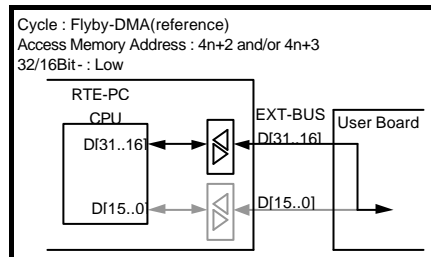 Cycle : Flyby-DMA(reference)
Access Memory Address : 4n+2 and/or 4n+3
32/16Bit- : Low
RTE-PC
CPU
EXT-BUS
User Board
D[31..16]
D[31..16]
D[15..0]
D[15..0]